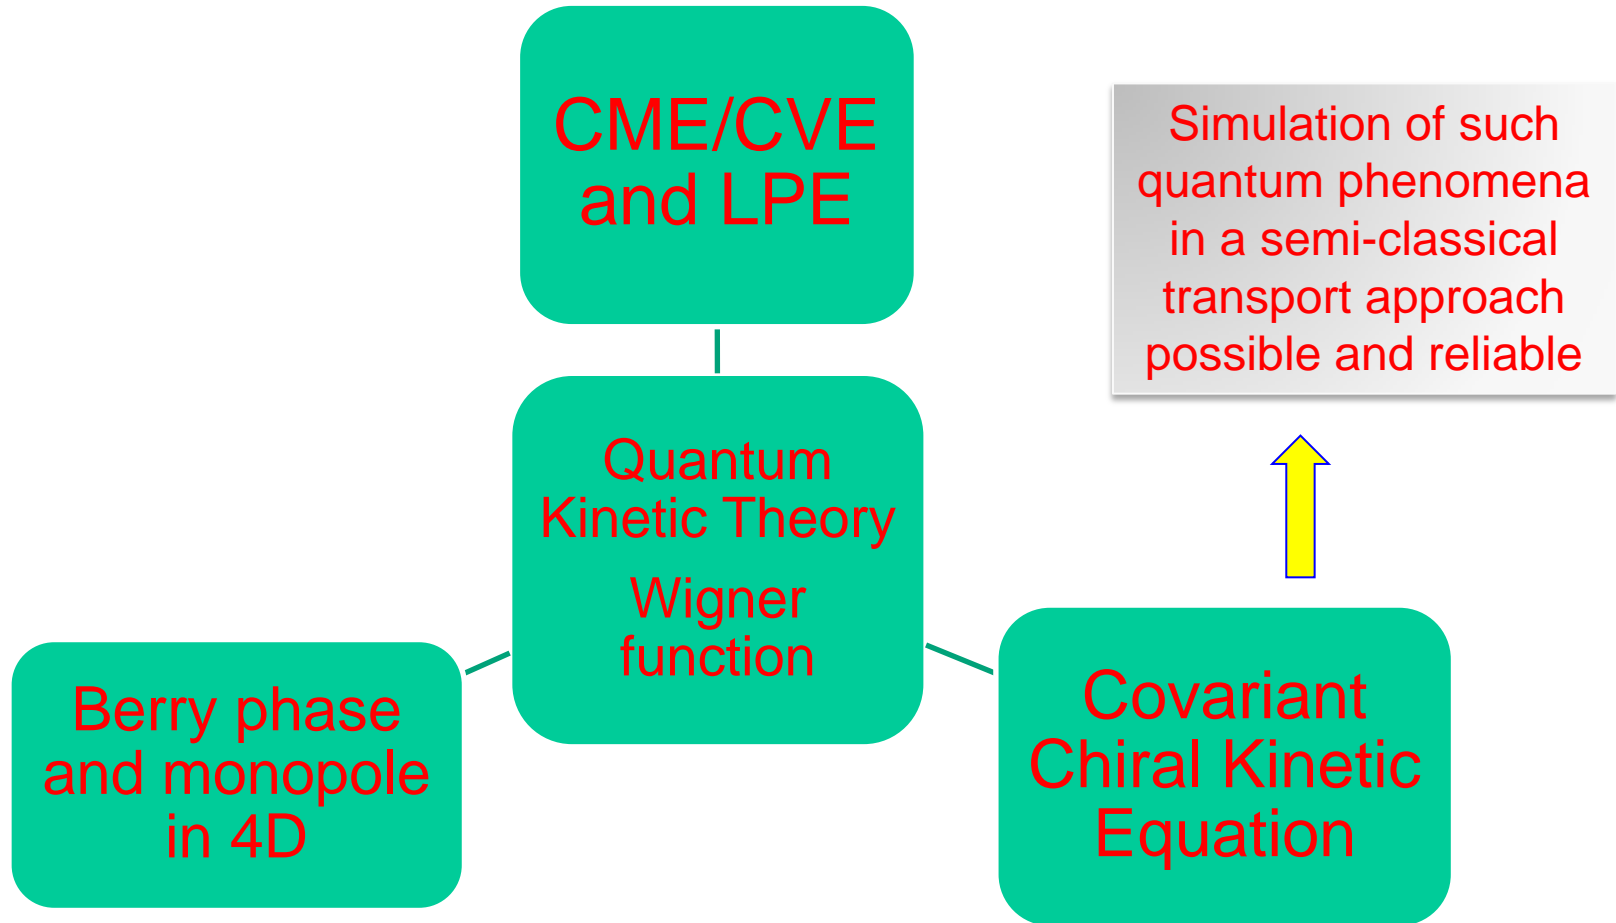 CME/CVE
and LPE
Simulation of such
quantum phenomena
in a semi-classical
transport approach
possible and reliable
Quantum
Kinetic Theory
Wigner
function
Berry phase
and monopole
in 4D
Covariant
Chiral Kinetic
Equation